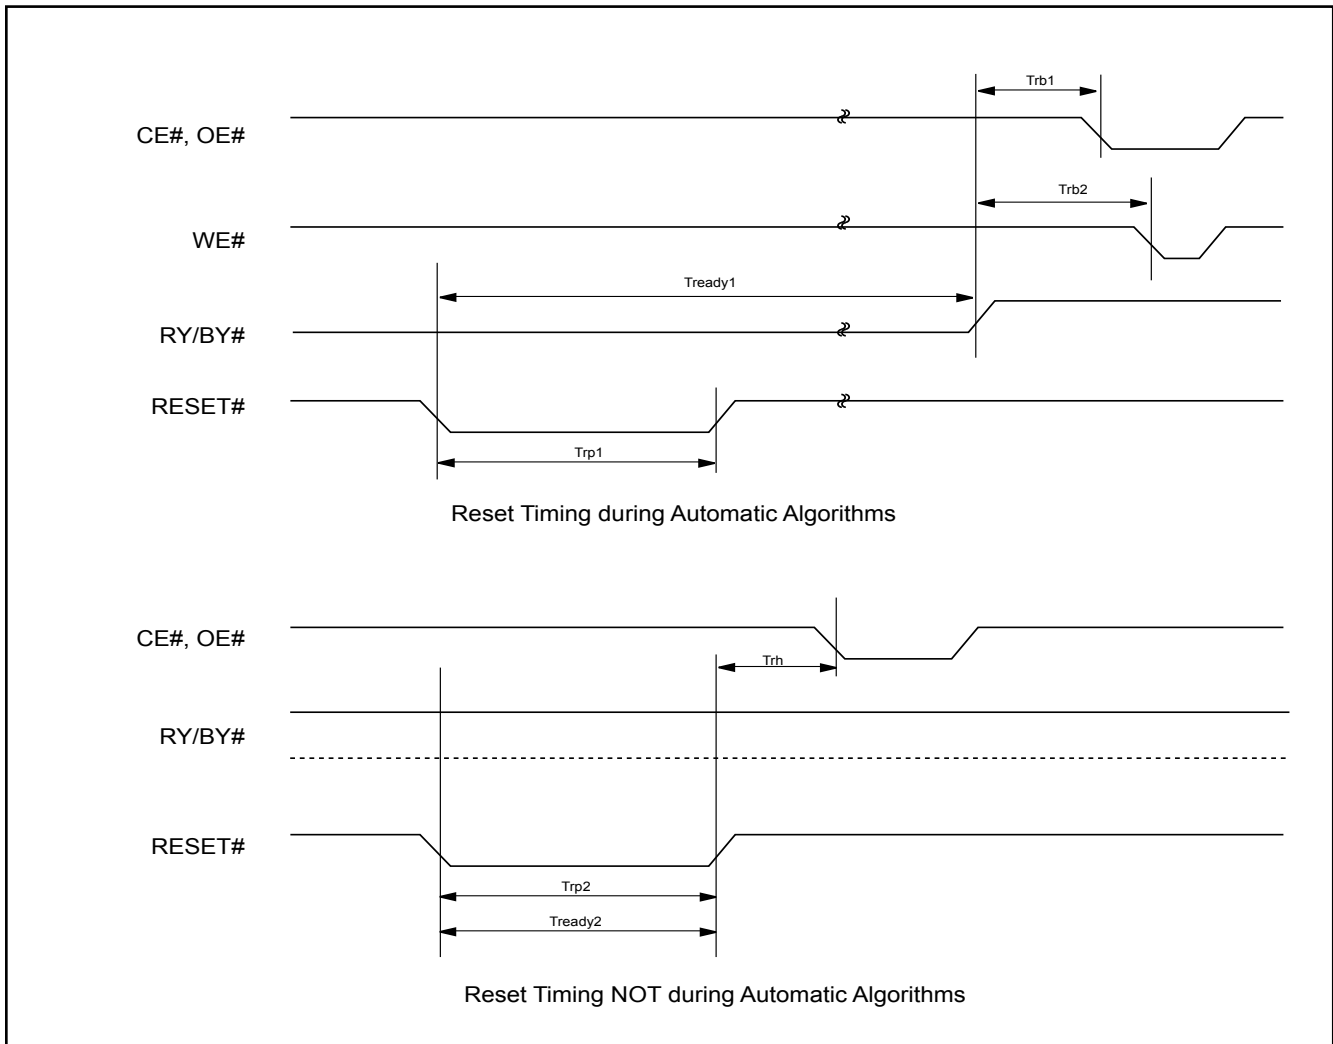 Trb1
CE#, OE#
Trb2
WE#
Tready1
RY/BY#
RESET#
Trp1
Reset Timing during Automatic Algorithms
CE#, OE#
Trh
RY/BY#
RESET#
Trp2
Tready2
Reset Timing NOT during Automatic Algorithms